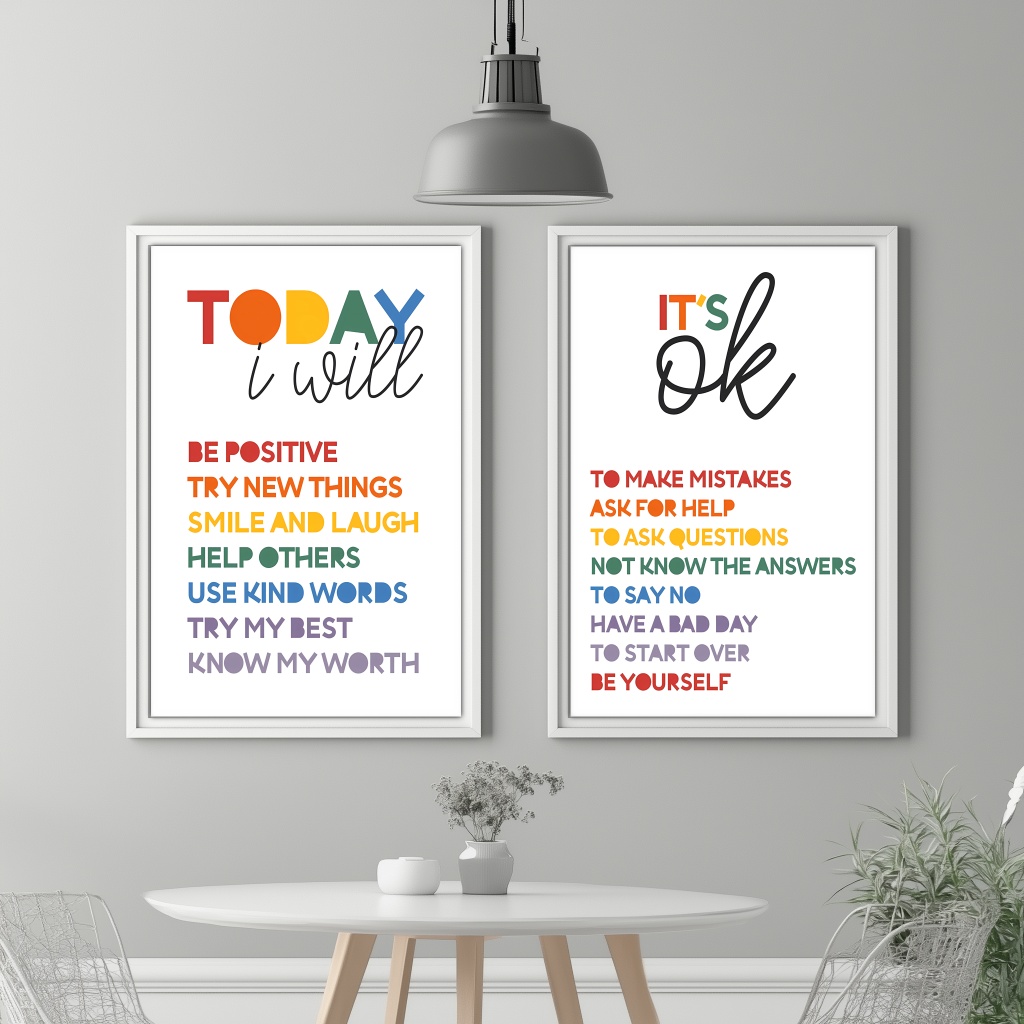 TODAY
i will
BE POSITIVE
TRY NEW THINGS
SMILE AND LAUGH
HELP OTHERS
USE KIND WORDS
TRY MY BEST
KNOW MY WORTH
IT'S
ok
TO MAKE MISTAKES
ASK FOR HELP
TO ASK QUESTIONS
NOT KNOW THE ANSWERS
TO SAY NO
HAVE A BAD DAY
TO START OVER
BE YOURSELF